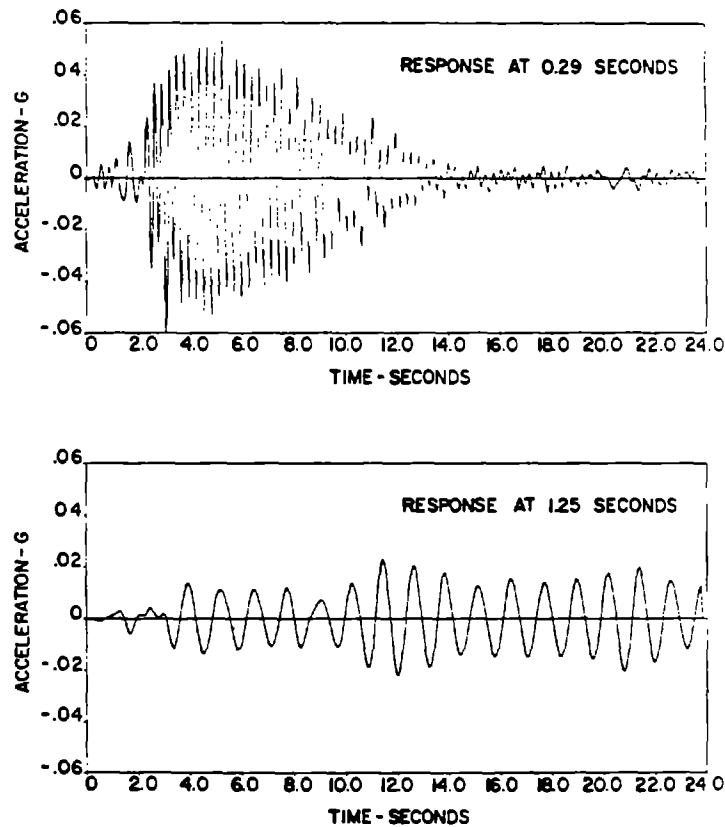 .06
RESPONSE AT 0.29 SECONDS
04
.02
0
-.02
-.04
-.06
ACCELERATION-G
0 2.0 4.0 6.0 8.0 10.0 12.0 14.0 16.0 18.0 20.0 22.0 24.0
TIME-SECONDS
.06
RESPONSE AT 1.25 SECONDS
04
.02
0
-.02
-.04
-.06
ACCELERATION-G
0 2.0 4.0 6.0 8.0 10.0 12.0 14.0 16.0 18.0 20.0 22.0 24.0
TIME-SECONDS